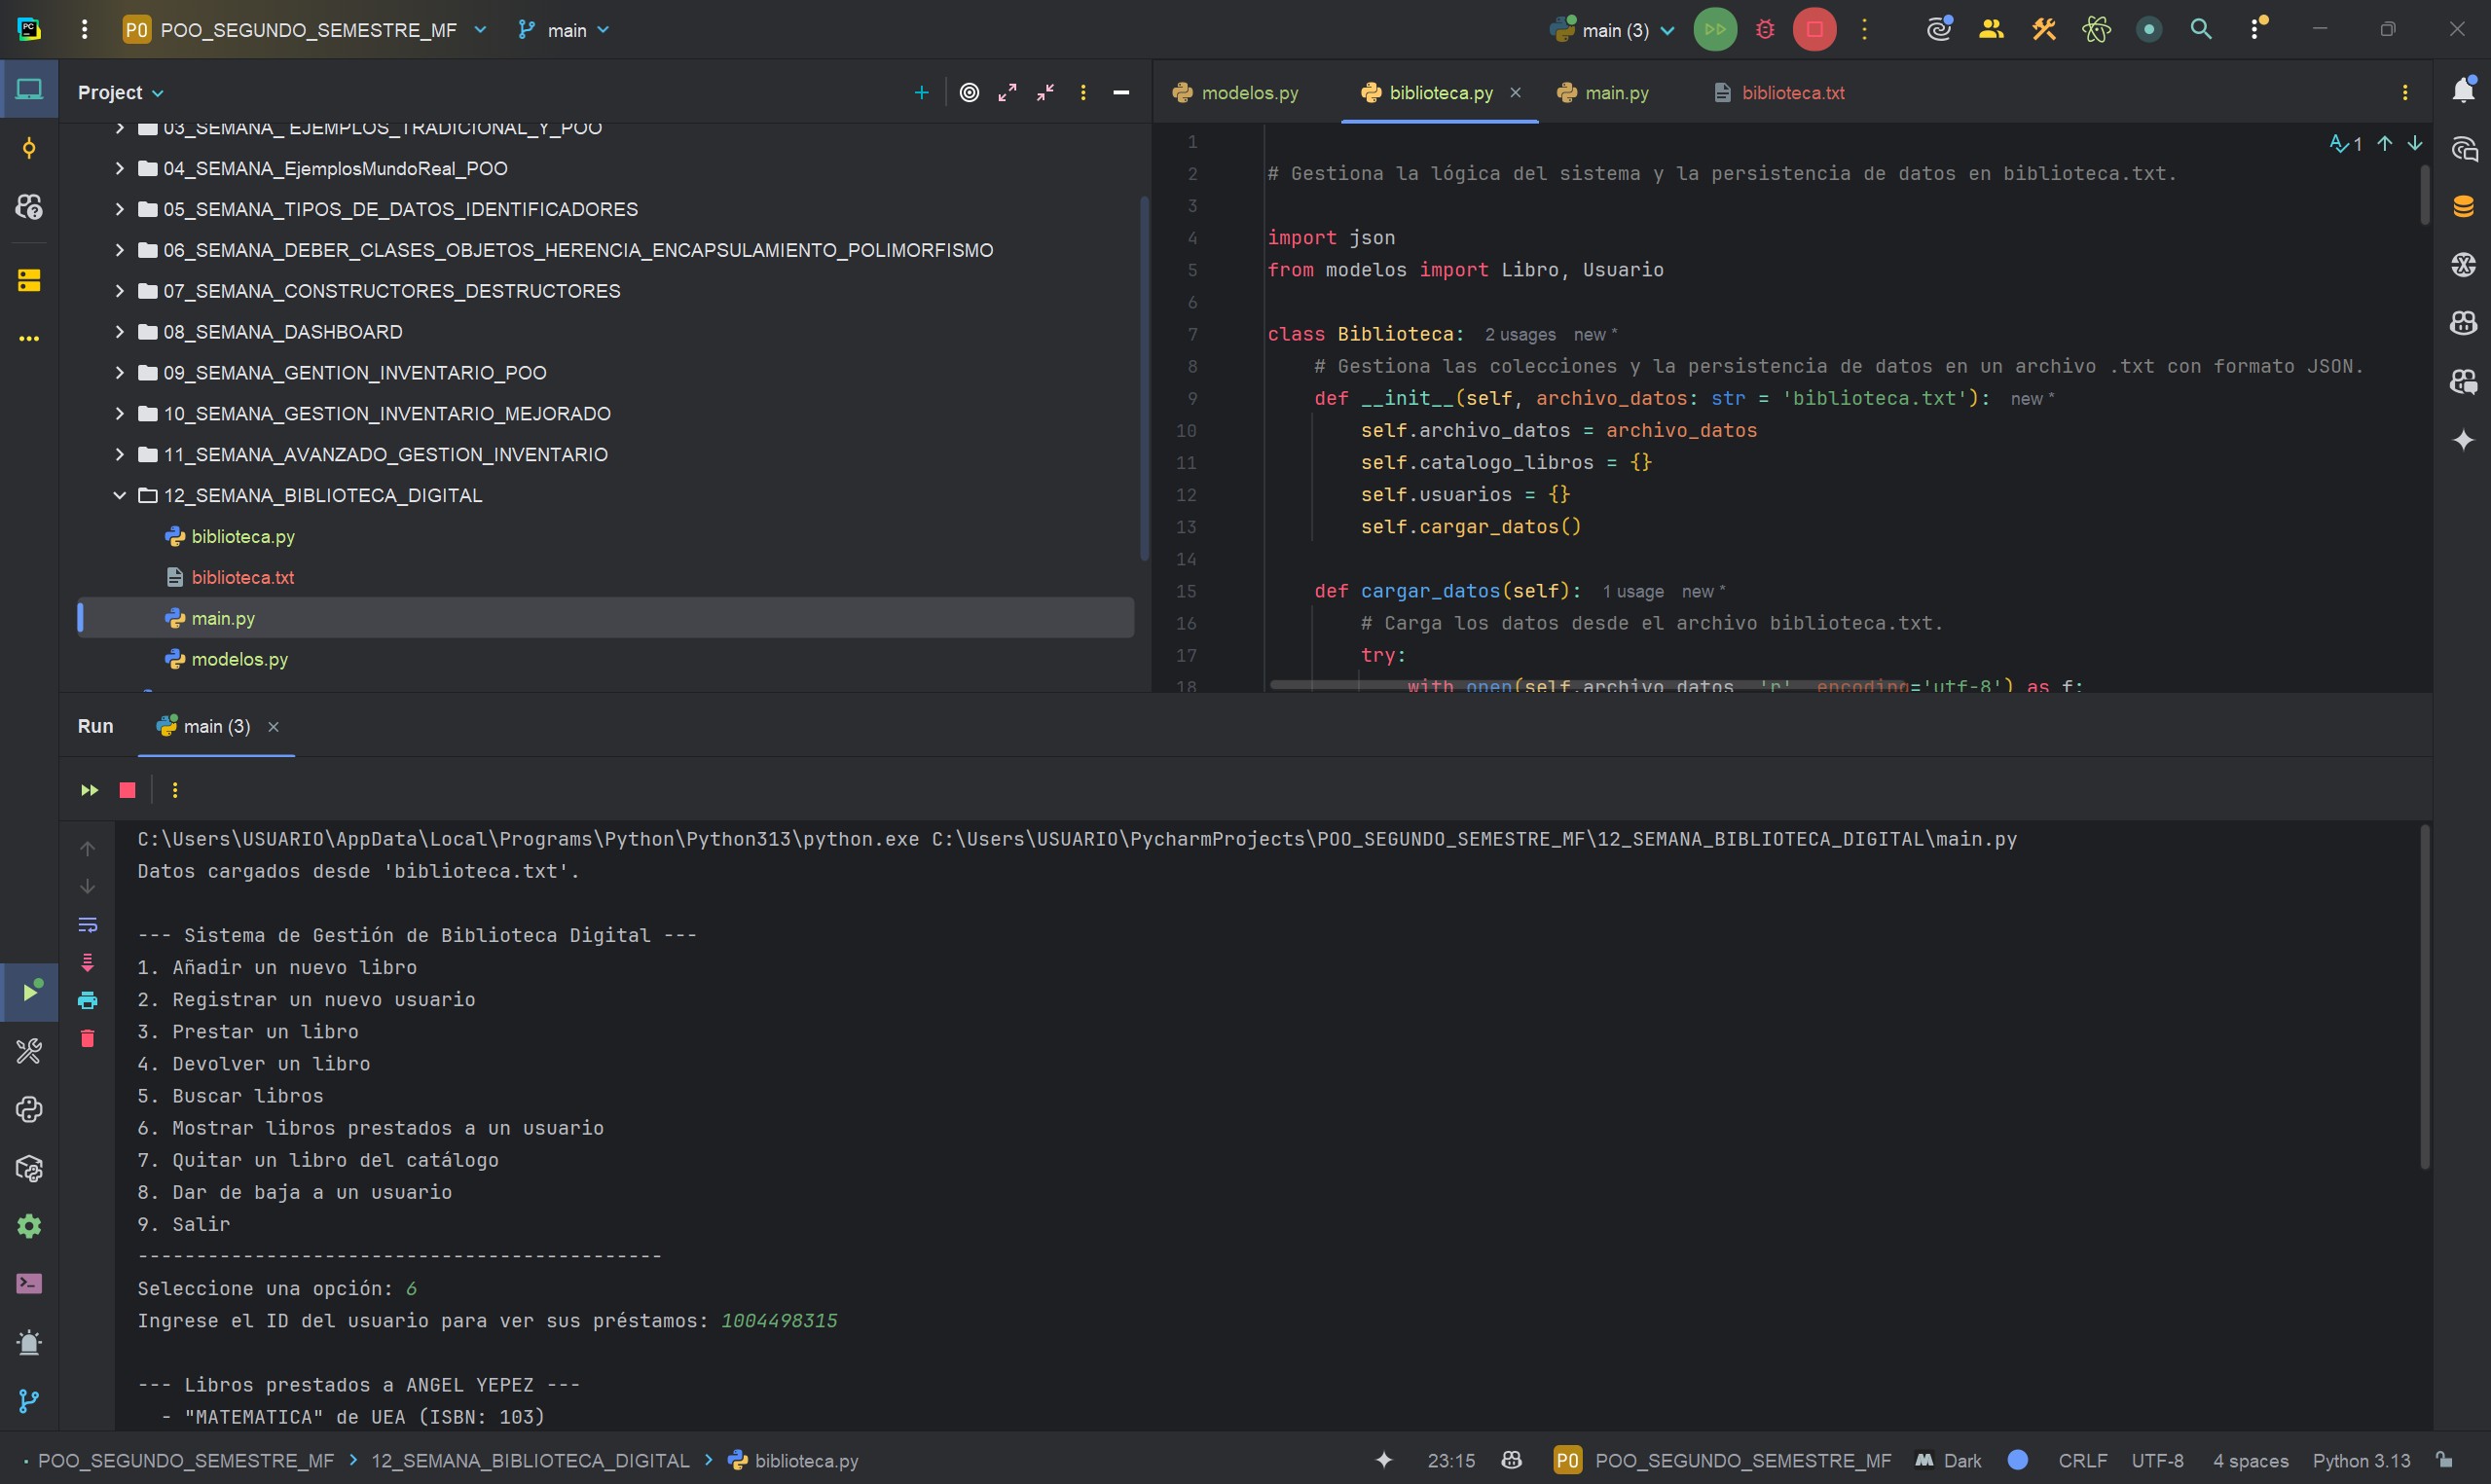 PC
PO POO_SEGUNDO_SEMESTRE_MF main main (3)
Project
03_SEMANA_ EJEMPLOS_TRADICIONAL_Y_POO
04_SEMANA_EjemplosMundoReal_POO
05_SEMANA_TIPOS_DE_DATOS_IDENTIFICADORES
06_SEMANA_DEBER_CLASES_OBJETOS_HERENCIA_ENCAPSULAMIENTO_POLIMORFISMO
07_SEMANA_CONSTRUCTORES_DESTRUCTORES
08_SEMANA_DASHBOARD
09_SEMANA_GENTION_INVENTARIO_POO
10_SEMANA_GESTION_INVENTARIO_MEJORADO
11_SEMANA_AVANZADO_GESTION_INVENTARIO
12_SEMANA_BIBLIOTECA_DIGITAL
biblioteca.py
biblioteca.txt
main.py
modelos.py
modelos.py biblioteca.py main.py biblioteca.txt
1
1
2 # Gestiona la lógica del sistema y la persistencia de datos en biblioteca.txt.
3
4 import json
5 from modelos import Libro, Usuario
6
7 class Biblioteca: 2 usages new *
8 # Gestiona las colecciones y la persistencia de datos en un archivo .txt con formato JSON.
9 def __init__(self, archivo_datos: str = 'biblioteca.txt'): new *
10 self.archivo_datos = archivo_datos
11 self.catalogo_libros = {}
12 self.usuarios = {}
13 self.cargar_datos()
14
15 def cargar_datos(self): 1 usage new *
16 # Carga los datos desde el archivo biblioteca.txt.
17 try:
18 with open(self.archivo_datos, 'r', encoding='utf-8') as f:
Run main (3)
C:\Users\USUARIO\AppData\Local\Programs\Python\Python313\python.exe C:\Users\USUARIO\PycharmProjects\POO_SEGUNDO_SEMESTRE_MF\12_SEMANA_BIBLIOTECA_DIGITAL\main.py
Datos cargados desde 'biblioteca.txt'.
--- Sistema de Gestión de Biblioteca Digital ---
1. Añadir un nuevo libro
2. Registrar un nuevo usuario
3. Prestar un libro
4. Devolver un libro
5. Buscar libros
6. Mostrar libros prestados a un usuario
7. Quitar un libro del catálogo
8. Dar de baja a un usuario
9. Salir
---------------------------------------------
Seleccione una opción: 6
Ingrese el ID del usuario para ver sus préstamos: 1004498315
--- Libros prestados a ANGEL YEPEZ ---
- "MATEMATICA" de UEA (ISBN: 103)
POO_SEGUNDO_SEMESTRE_MF > 12_SEMANA_BIBLIOTECA_DIGITAL > biblioteca.py 23:15 PO POO_SEGUNDO_SEMESTRE_MF Dark CRLF UTF-8 4 spaces Python 3.13